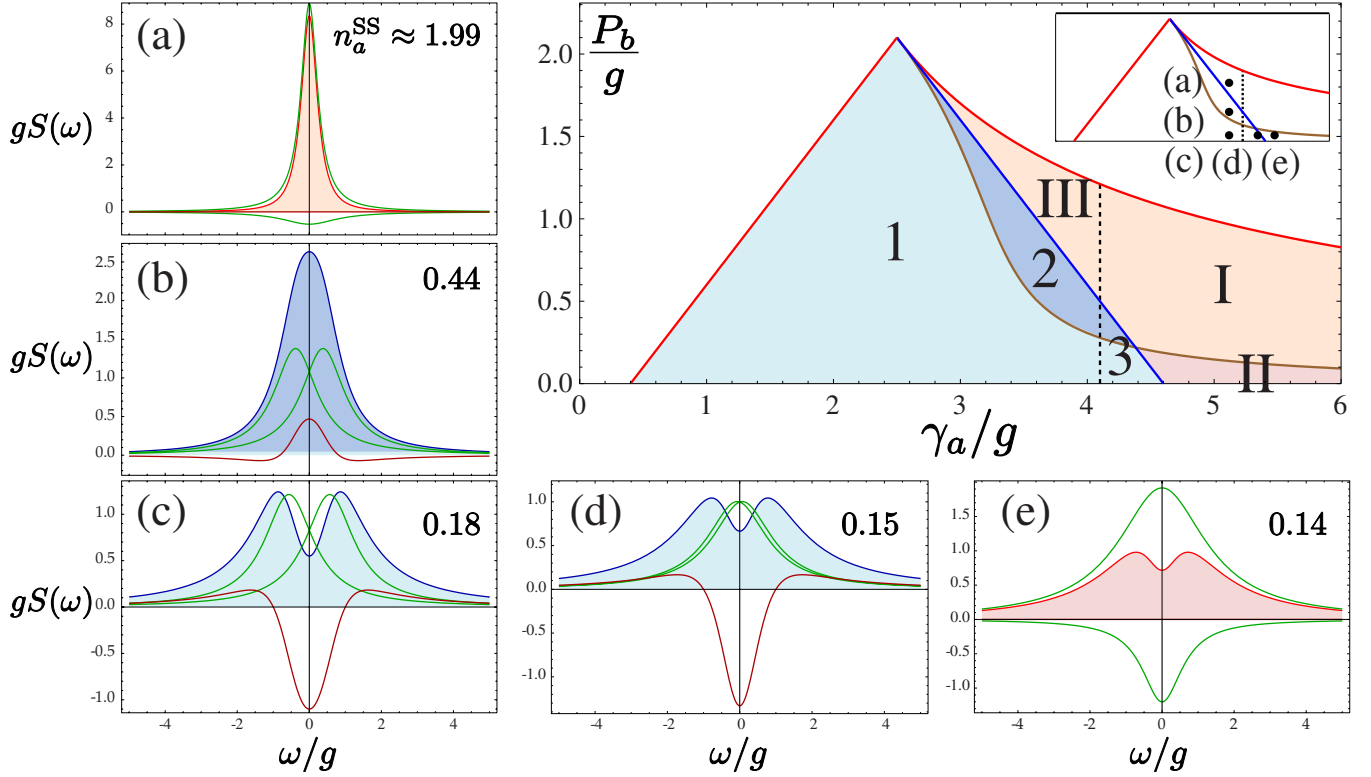 (a)
n_a^SS ≈ 1.99
gS(ω)
8
6
4
2
0
(b)
0.44
gS(ω)
2.5
2.0
1.5
1.0
0.5
0.0
(c)
0.18
gS(ω)
1.0
0.5
0.0
-0.5
-1.0
-4 -2 0 2 4
ω/g
P_b/g
2.0
1.5
1.0
0.5
0.0
0 1 2 3 4 5 6
γ_a/g
1
2
3
III
I
II
(a)
(b)
(c) (d) (e)
(d)
0.15
1.0
0.5
0.0
-0.5
-1.0
-4 -2 0 2 4
ω/g
(e)
0.14
1.5
1.0
0.5
0.0
-0.5
-1.0
-4 -2 0 2 4
ω/g